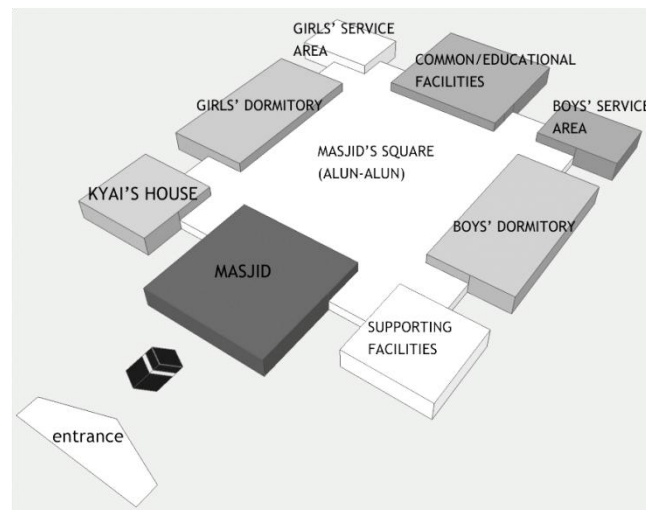 GIRLS' SERVICE
AREA
COMMON/EDUCATIONAL
FACILITIES
GIRLS' DORMITORY
BOYS' SERVICE
AREA
MASJID'S SQUARE
(ALUN-ALUN)
KYAI'S HOUSE
BOYS' DORMITORY
MASJID
SUPPORTING
FACILITIES
entrance